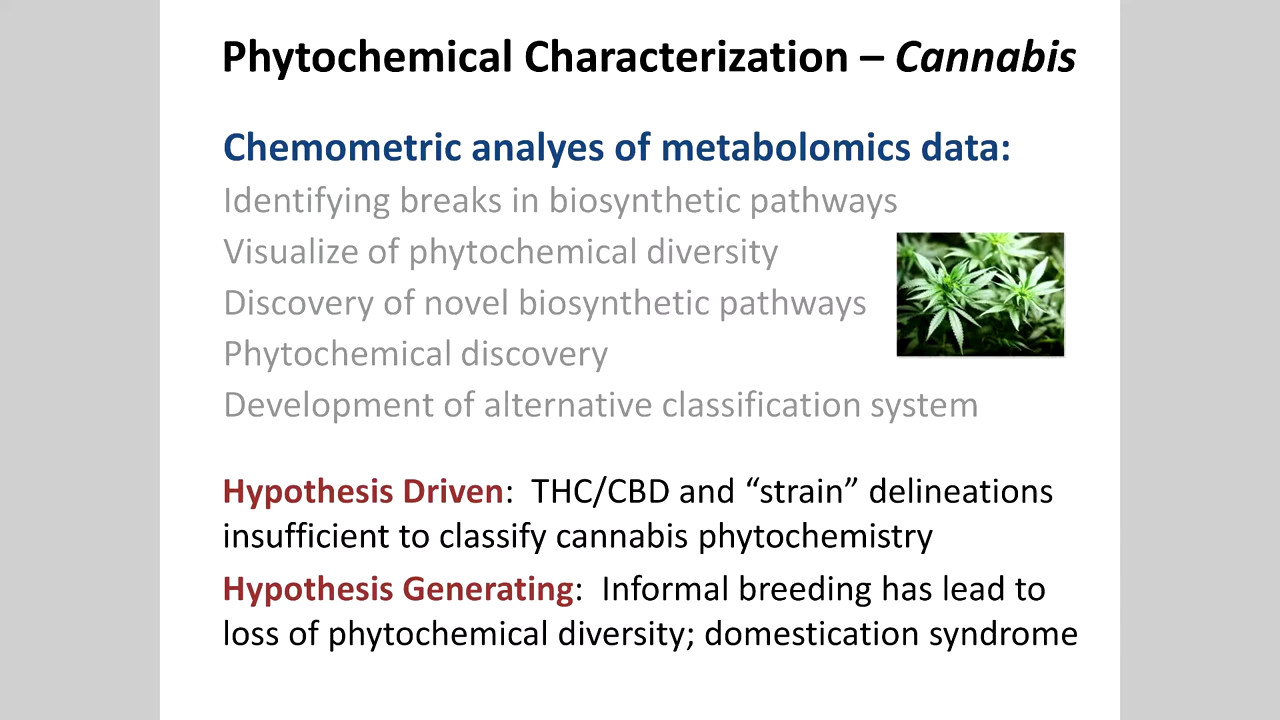 Phytochemical Characterization – Cannabis
Chemometric analyes of metabolomics data:
Identifying breaks in biosynthetic pathways
Visualize of phytochemical diversity
Discovery of novel biosynthetic pathways
Phytochemical discovery
Development of alternative classification system
Hypothesis Driven:  THC/CBD and “strain” delineations
insufficient to classify cannabis phytochemistry
Hypothesis Generating:  Informal breeding has lead to
loss of phytochemical diversity; domestication syndrome